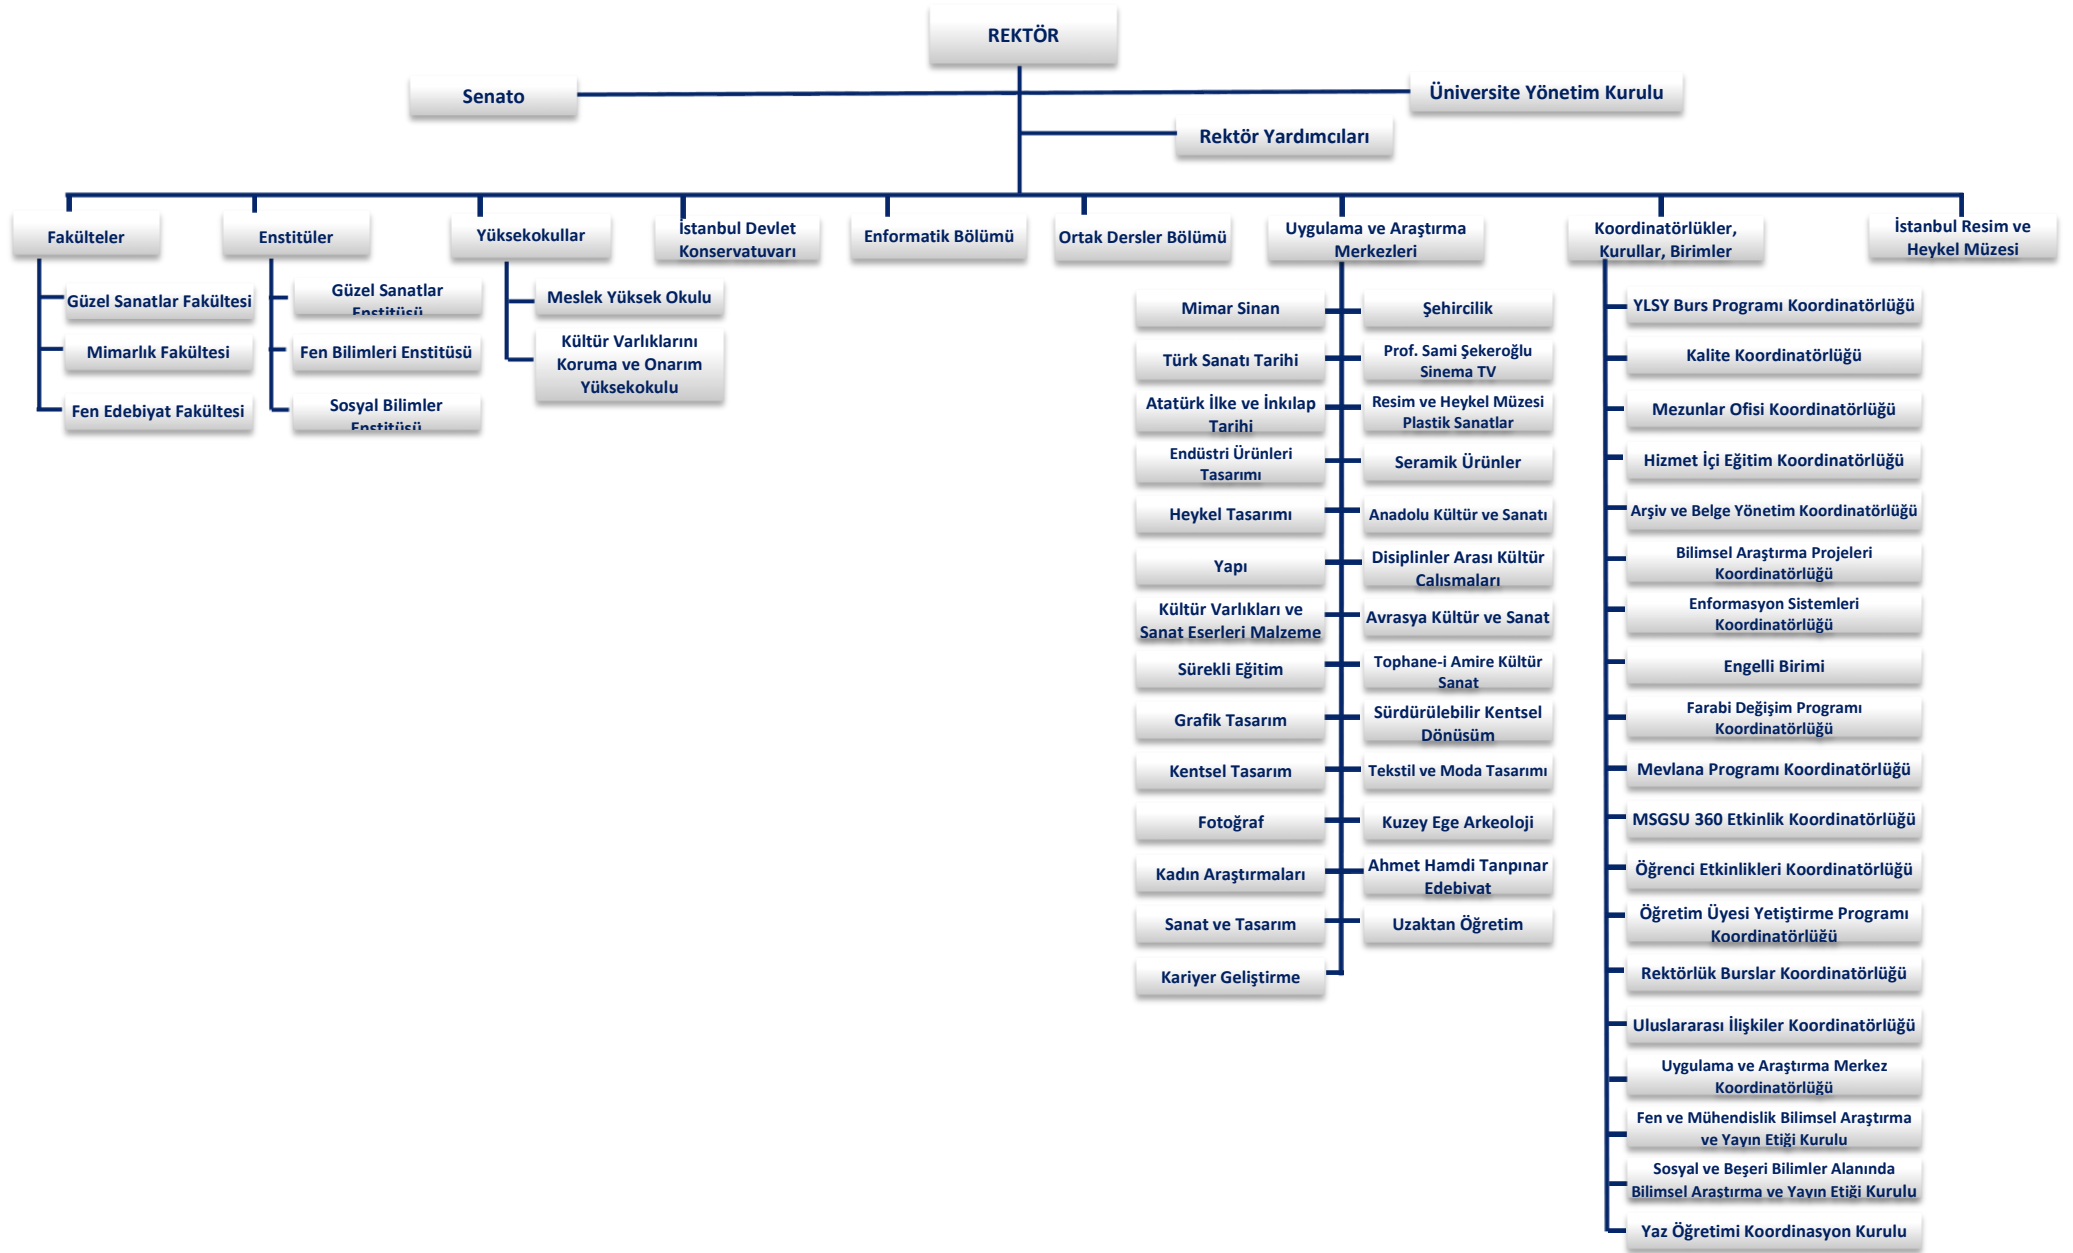 REKTÖR
Senato
Üniversite Yönetim Kurulu
Rektör Yardımcıları
Fakülteler
Güzel Sanatlar Fakültesi
Mimarlık Fakültesi
Fen Edebiyat Fakültesi
Enstitüler
Güzel Sanatlar
Enstitüsü
Fen Bilimleri Enstitüsü
Sosyal Bilimler
Enstitüsü
Yüksekokullar
Meslek Yüksek Okulu
Kültür Varlıklarını
Koruma ve Onarım
Yüksekokulu
İstanbul Devlet
Konservatuvarı
Enformatik Bölümü
Ortak Dersler Bölümü
Uygulama ve Araştırma
Merkezleri
Mimar Sinan
Şehircilik
Türk Sanatı Tarihi
Prof. Sami Şekeroğlu
Sinema TV
Atatürk İlke ve İnkılap
Tarihi
Resim ve Heykel Müzesi
Plastik Sanatlar
Endüstri Ürünleri
Tasarımı
Seramik Ürünler
Heykel Tasarımı
Anadolu Kültür ve Sanatı
Yapı
Disiplinler Arası Kültür
Çalışmaları
Kültür Varlıkları ve
Sanat Eserleri Malzeme
Avrasya Kültür ve Sanat
Sürekli Eğitim
Tophane-i Amire Kültür
Sanat
Grafik Tasarım
Sürdürülebilir Kentsel
Dönüşüm
Kentsel Tasarım
Tekstil ve Moda Tasarımı
Fotoğraf
Kuzey Ege Arkeoloji
Kadın Araştırmaları
Ahmet Hamdi Tanpınar
Edebiyat
Sanat ve Tasarım
Uzaktan Öğretim
Kariyer Geliştirme
Koordinatörlükler,
Kurullar, Birimler
YLSY Burs Programı Koordinatörlüğü
Kalite Koordinatörlüğü
Mezunlar Ofisi Koordinatörlüğü
Hizmet İçi Eğitim Koordinatörlüğü
Arşiv ve Belge Yönetim Koordinatörlüğü
Bilimsel Araştırma Projeleri
Koordinatörlüğü
Enformasyon Sistemleri
Koordinatörlüğü
Engelli Birimi
Farabi Değişim Programı
Koordinatörlüğü
Mevlana Programı Koordinatörlüğü
MSGSU 360 Etkinlik Koordinatörlüğü
Öğrenci Etkinlikleri Koordinatörlüğü
Öğretim Üyesi Yetiştirme Programı
Koordinatörlüğü
Rektörlük Burslar Koordinatörlüğü
Uluslararası İlişkiler Koordinatörlüğü
Uygulama ve Araştırma Merkez
Koordinatörlüğü
Fen ve Mühendislik Bilimsel Araştırma
ve Yayın Etiği Kurulu
Sosyal ve Beşeri Bilimler Alanında
Bilimsel Araştırma ve Yayın Etiği Kurulu
Yaz Öğretimi Koordinasyon Kurulu
İstanbul Resim ve
Heykel Müzesi